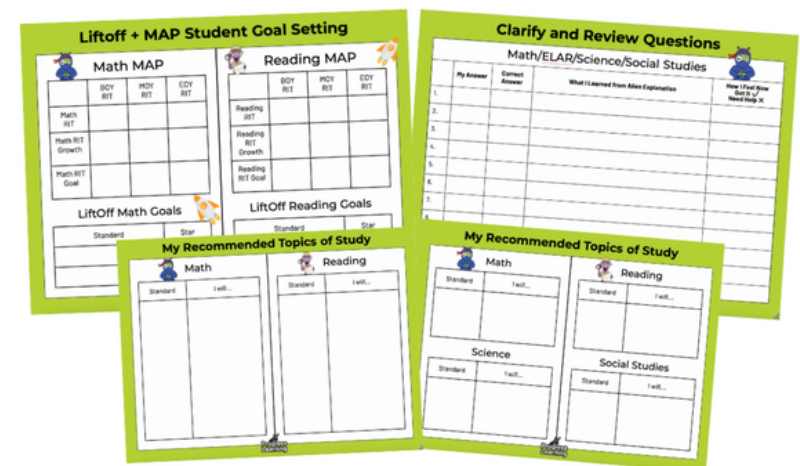 Liftoff + MAP Student Goal Setting
Math MAP
BOY RIT
MOY RIT
EOY RIT
Math RIT
Math RIT Growth
Math RIT Goal
LiftOff Math Goals
Standard
Star
Reading MAP
BOY RIT
MOY RIT
EOY RIT
Reading RIT
Reading RIT Growth
Reading RIT Goal
LiftOff Reading Goals
Standard
Star
Clarify and Review Questions
Math/ELAR/Science/Social Studies
My Answer
Correct Answer
What I Learned from Alien Explanation
How I Feel Now
Got It ✓
Need Help X
1.
2.
3.
4.
5.
6.
7.
My Recommended Topics of Study
Math
Standard
I will...
Reading
Standard
I will...
Progress Learning
My Recommended Topics of Study
Math
Standard
I will...
Reading
Standard
I will...
Science
Standard
I will...
Social Studies
Standard
I will...
Progress Learning